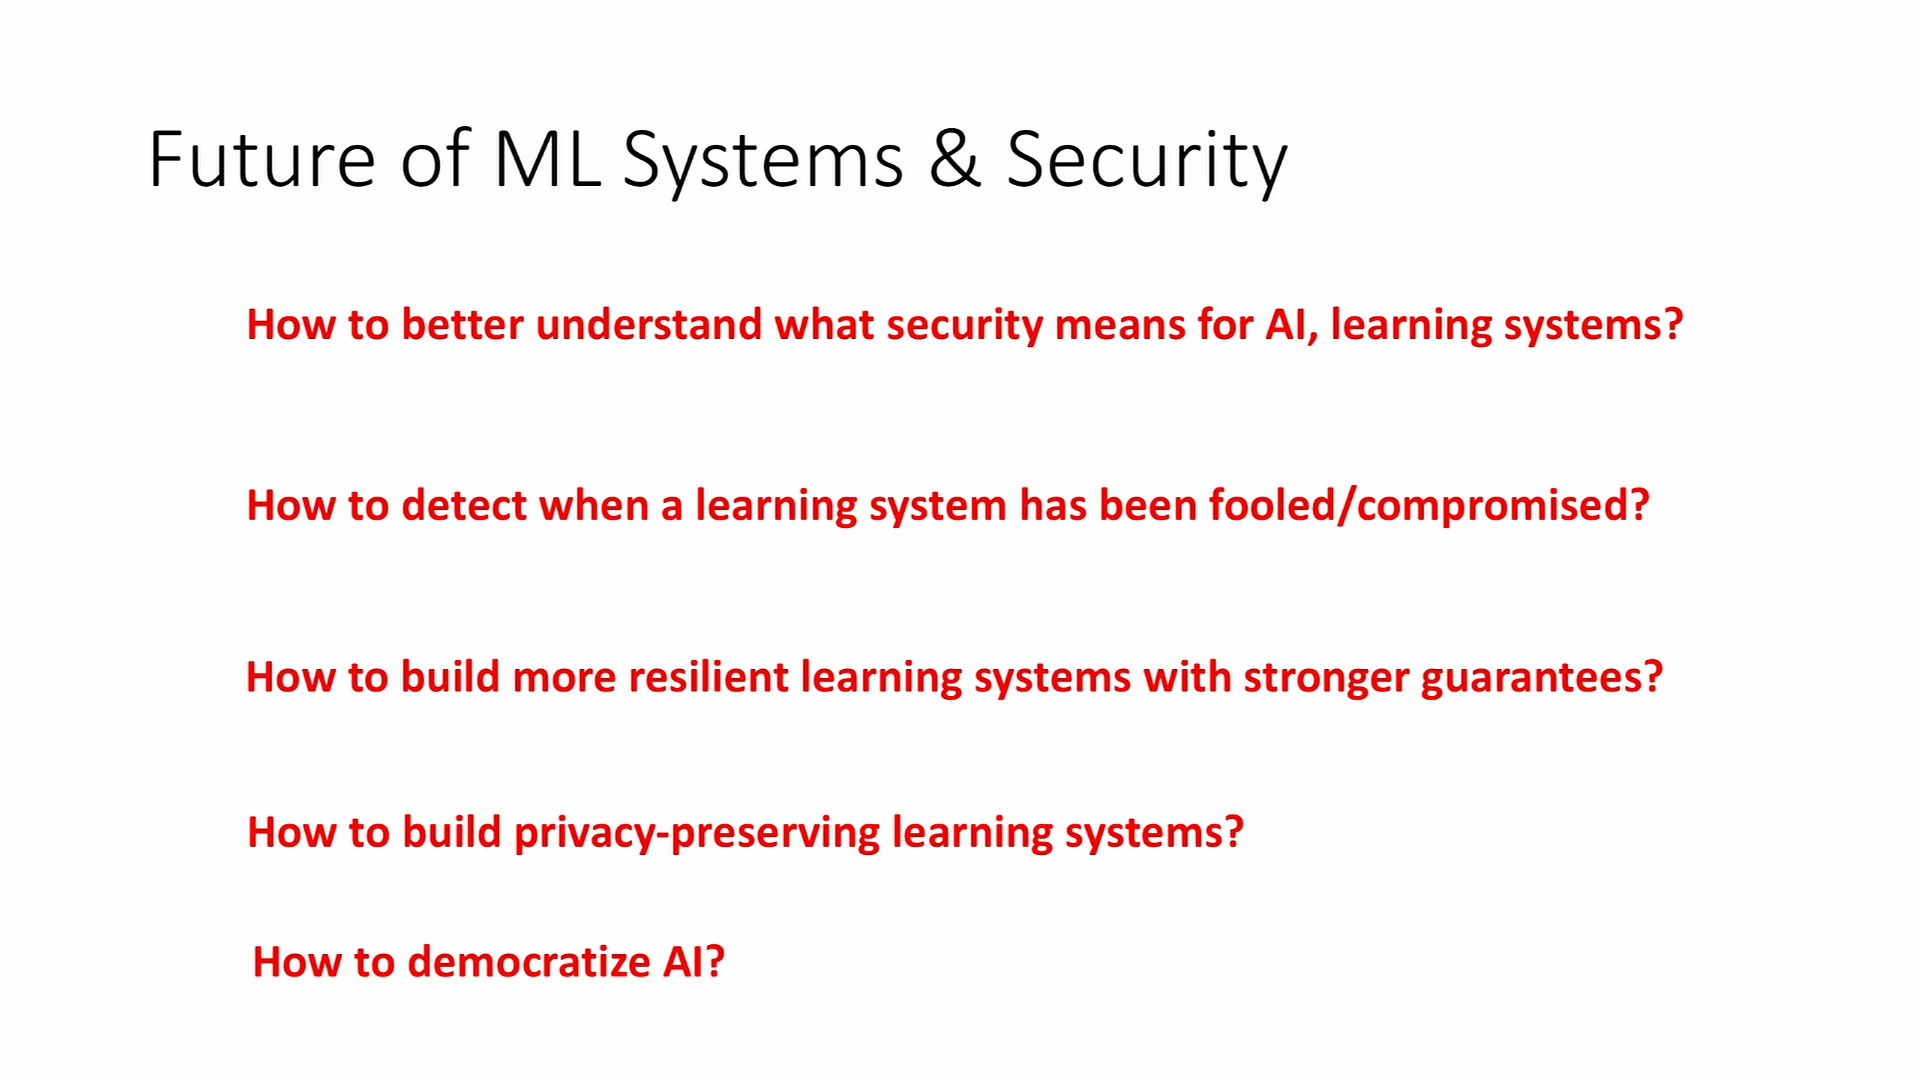 Future of ML Systems & Security
How to better understand what security means for AI, learning systems?
How to detect when a learning system has been fooled/compromised?
How to build more resilient learning systems with stronger guarantees?
How to build privacy-preserving learning systems?
How to democratize AI?